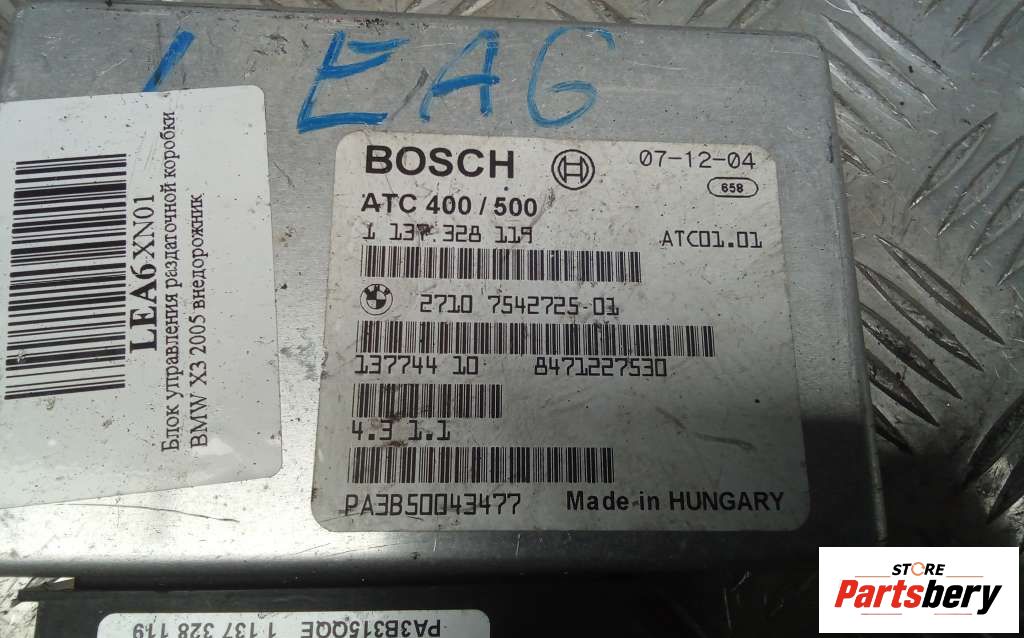 LEA6
LEA6XN01
Блок управления раздаточной коробки
BMW X3 2005 внедорожник
BOSCH
07-12-04
658
ATC 400 / 500
1 137 328 119
ATC01.01
2710 7542725-01
137744 10 8471227530
4.3 1.1
PA3B50043477
Made in HUNGARY
PA3B315QQE 1 137 328 119
STORE
Partsbery